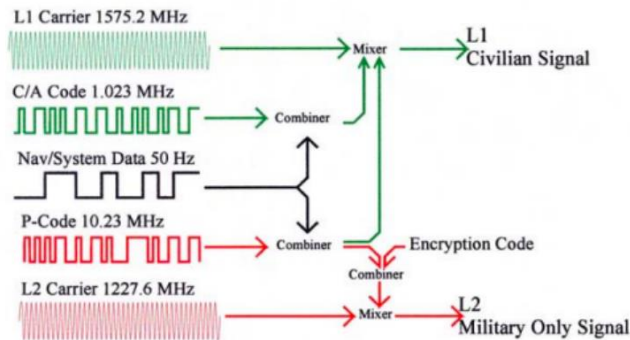 L1 Carrier 1575.2 MHz
Mixer
L1
Civilian Signal
C/A Code 1.023 MHz
Combiner
Nav/System Data 50 Hz
P-Code 10.23 MHz
Combiner
Encryption Code
Combiner
L2 Carrier 1227.6 MHz
Mixer
L2
Military Only Signal